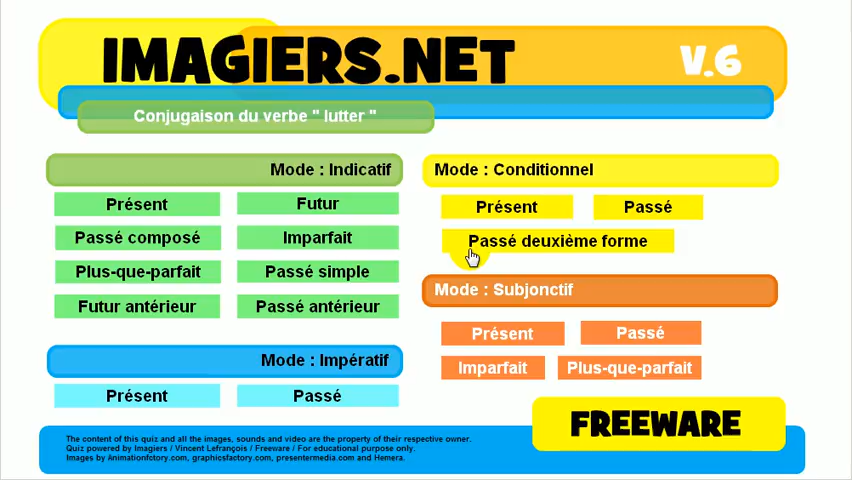 IMAGIERS.NET
V.6
Conjugaison du verbe " lutter "
Mode : Indicatif
Présent
Futur
Passé composé
Imparfait
Plus-que-parfait
Passé simple
Futur antérieur
Passé antérieur
Mode : Impératif
Présent
Passé
Mode : Conditionnel
Présent
Passé
Passé deuxième forme
Mode : Subjonctif
Présent
Passé
Imparfait
Plus-que-parfait
FREEWARE
The content of this quiz and all the images, sounds and video are the property of their respective owner.
Quiz powered by Imagiers / Vincent Lefrançois / Freeware / For educational purpose only.
Images by Animationfctory.com, graphicsfactory.com, presentermedia.com and Hemera.